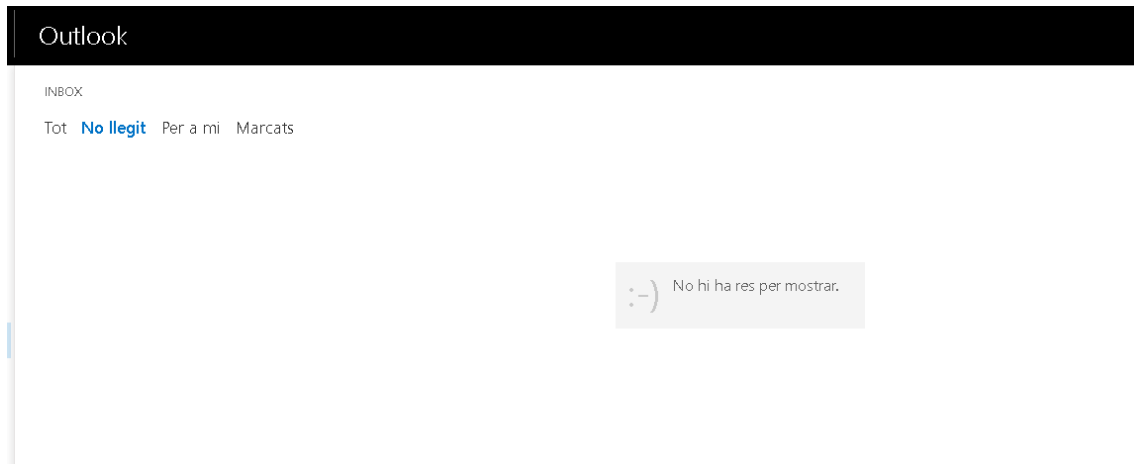 Outlook
INBOX
Tot No llegit Per a mi Marcats
:-) No hi ha res per mostrar.